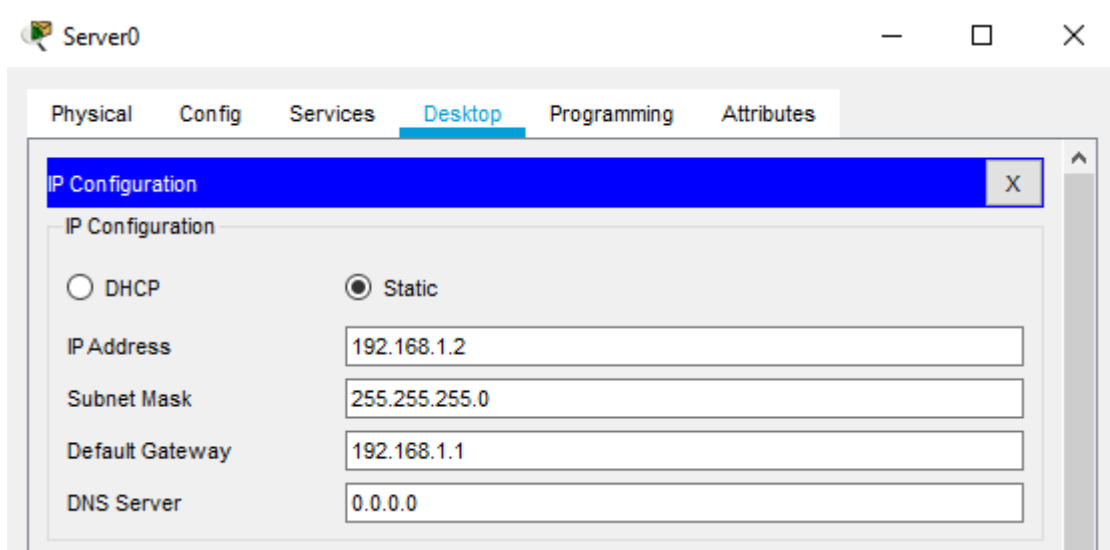 Server0
Physical Config Services Desktop Programming Attributes
IP Configuration X
IP Configuration
DHCP Static
IP Address 192.168.1.2
Subnet Mask 255.255.255.0
Default Gateway 192.168.1.1
DNS Server 0.0.0.0